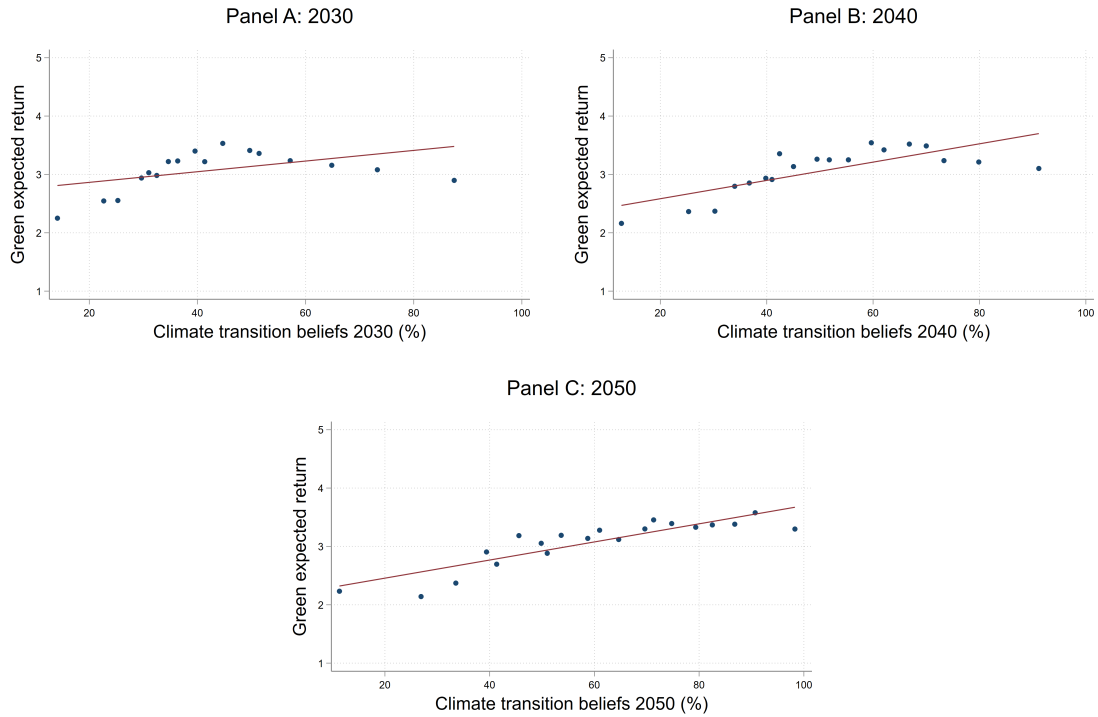 Panel A: 2030
Green expected return
5
4
3
2
1
20 40 60 80 100
Climate transition beliefs 2030 (%)
Panel B: 2040
Green expected return
5
4
3
2
1
20 40 60 80 100
Climate transition beliefs 2040 (%)
Panel C: 2050
Green expected return
5
4
3
2
1
20 40 60 80 100
Climate transition beliefs 2050 (%)